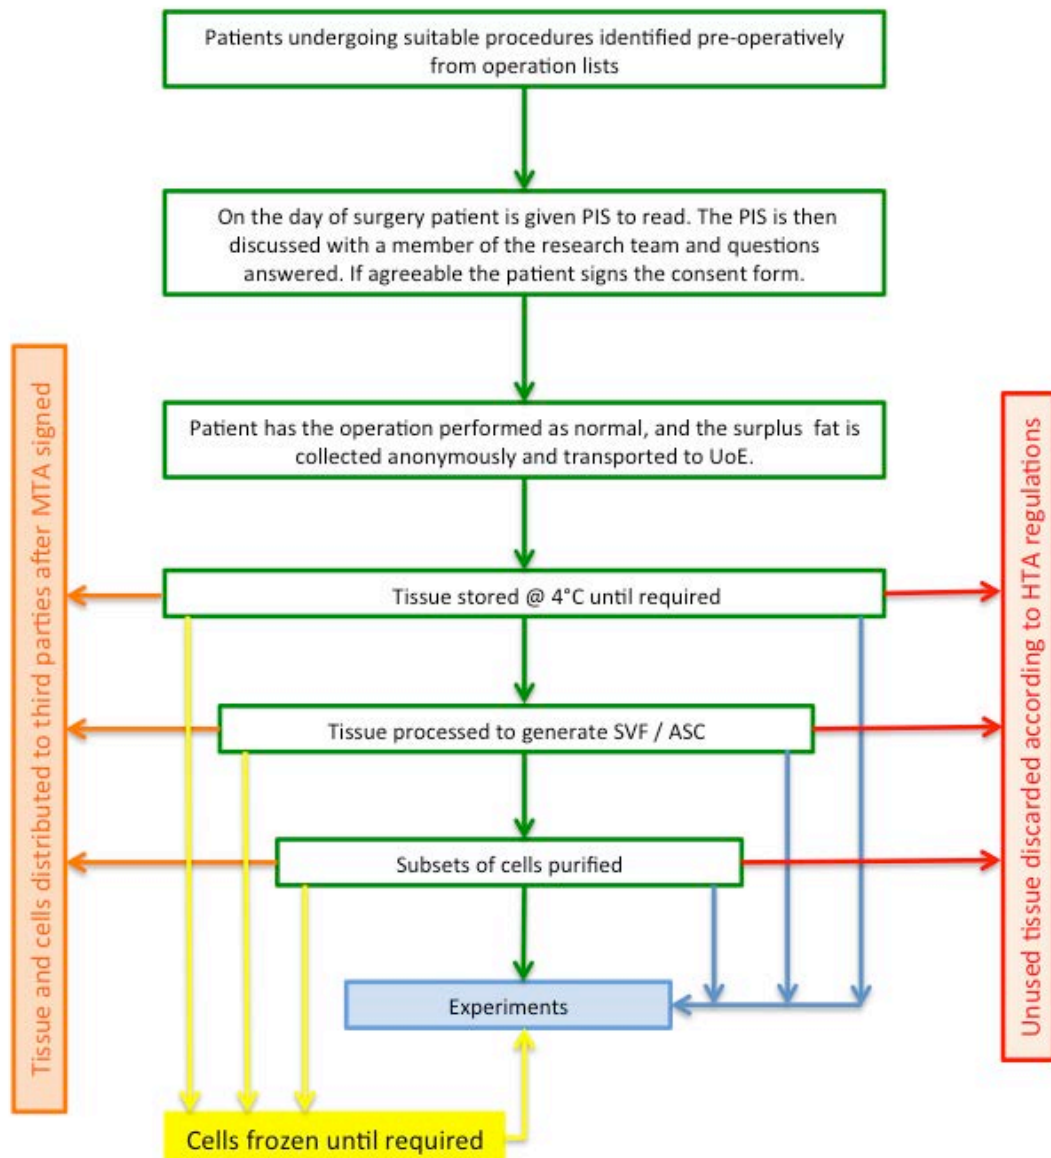 Patients undergoing suitable procedures identified pre-operatively
from operation lists
On the day of surgery patient is given PIS to read. The PIS is then
discussed with a member of the research team and questions
answered. If agreeable the patient signs the consent form.
Patient has the operation performed as normal, and the surplus fat is
collected anonymously and transported to UoE.
Tissue stored @ 4°C until required
Tissue processed to generate SVF / ASC
Subsets of cells purified
Experiments
Cells frozen until required
Tissue and cells distributed to third parties after MTA signed
Unused tissue discarded according to HTA regulations